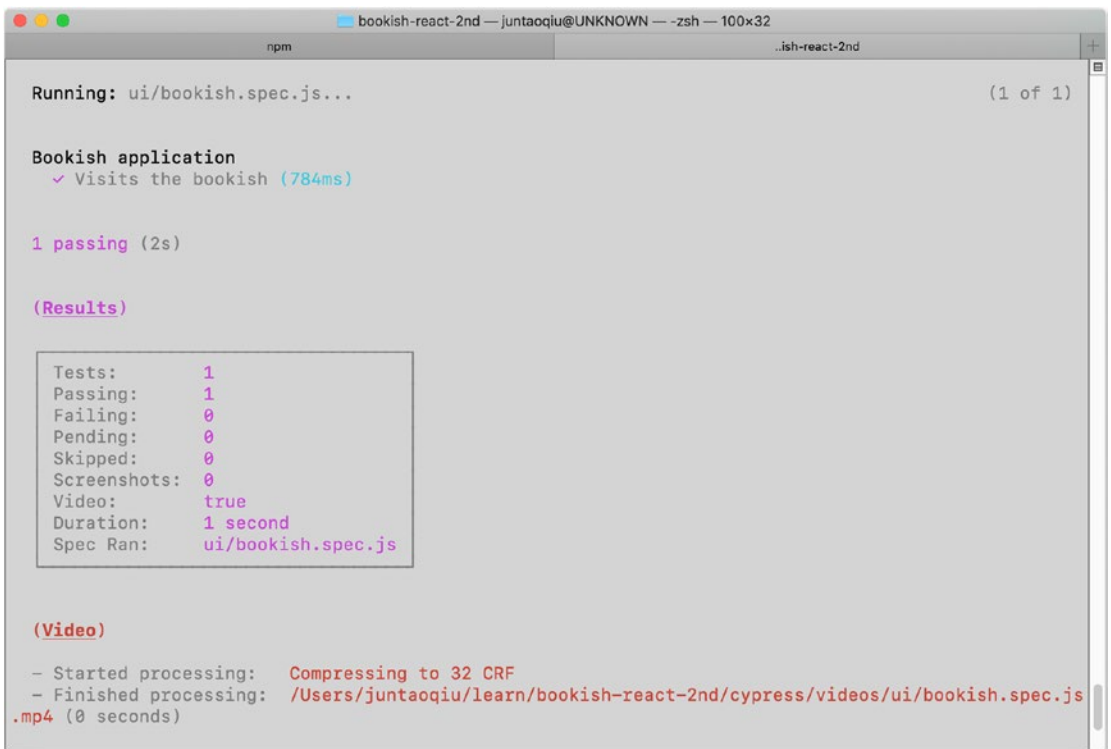 bookish-react-2nd — juntaoqiu@UNKNOWN — -zsh — 100×32
npm ..ish-react-2nd +
Running: ui/bookish.spec.js... (1 of 1)
Bookish application
✓ Visits the bookish (784ms)
1 passing (2s)
(Results)
Tests: 1
Passing: 1
Failing: 0
Pending: 0
Skipped: 0
Screenshots: 0
Video: true
Duration: 1 second
Spec Ran: ui/bookish.spec.js
(Video)
– Started processing: Compressing to 32 CRF
– Finished processing: /Users/juntaoqiu/learn/bookish-react-2nd/cypress/videos/ui/bookish.spec.js
.mp4 (0 seconds)